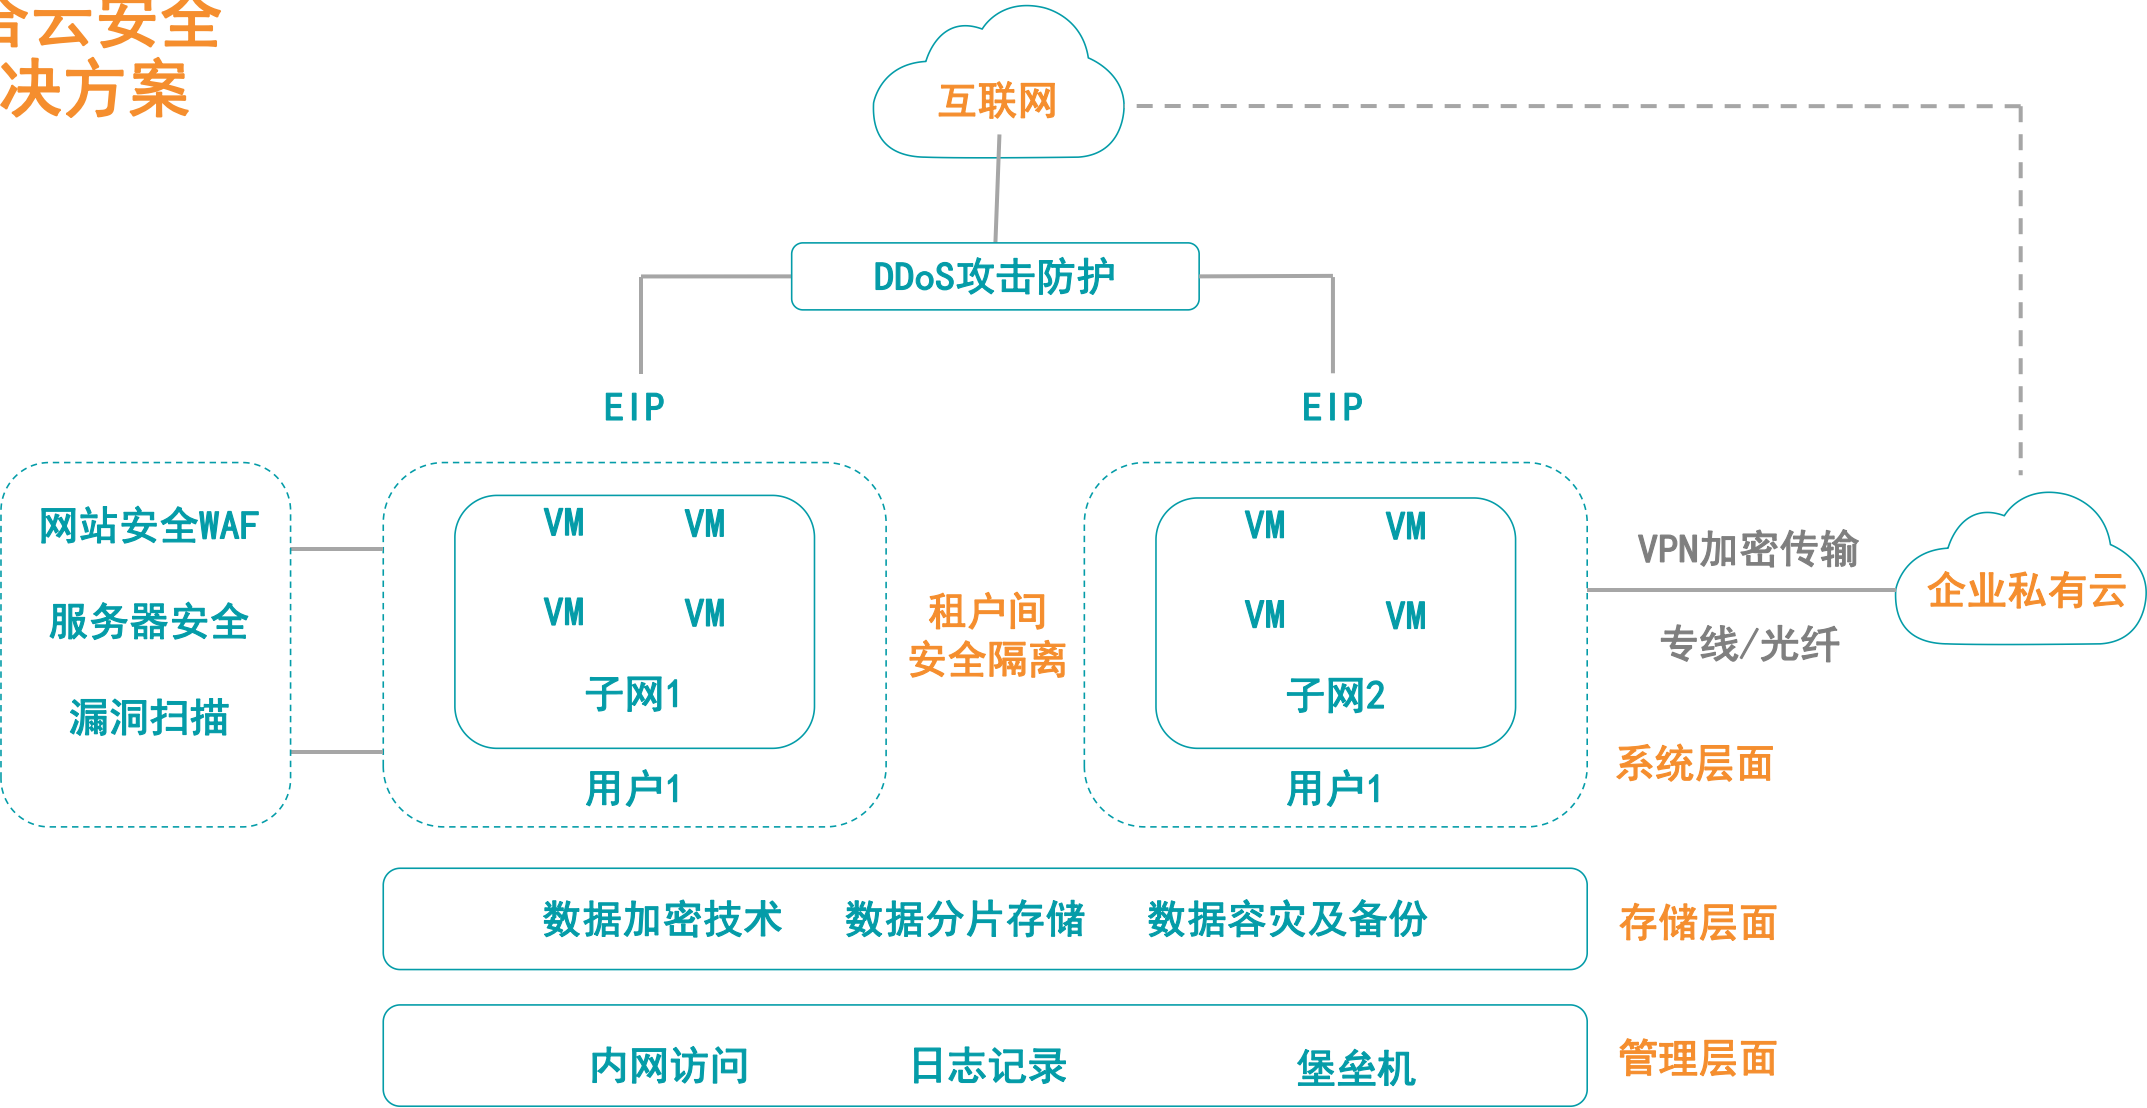 合云安全
决方案
互联网
DDoS攻击防护
EIP
EIP
网站安全WAF
服务器安全
漏洞扫描
VM
VM
VM
VM
子网1
用户1
租户间
安全隔离
VM
VM
VM
VM
子网2
用户1
VPN加密传输
专线/光纤
企业私有云
系统层面
数据加密技术
数据分片存储
数据容灾及备份
存储层面
内网访问
日志记录
堡垒机
管理层面